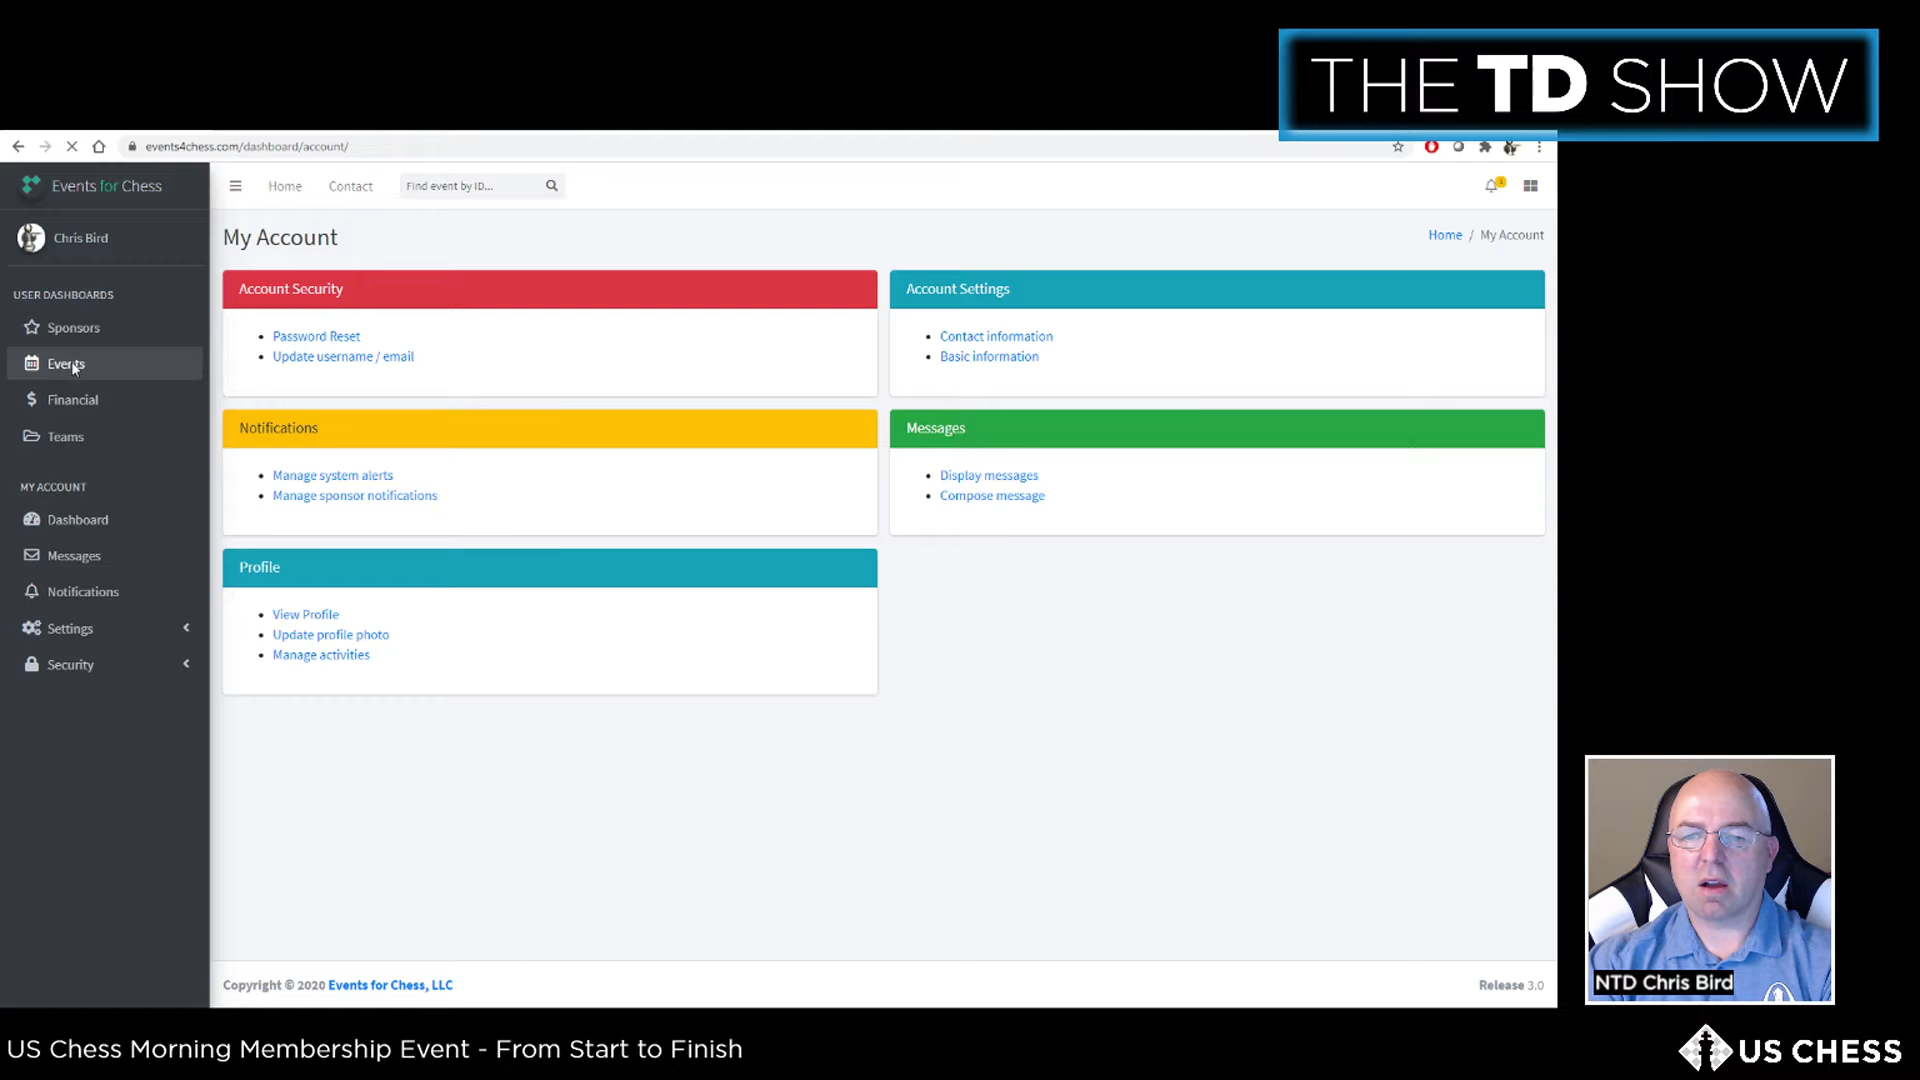 THE TD SHOW
events4chess.com/dashboard/account/
Events for Chess
Home
Contact
Find event by ID...
1
Chris Bird
My Account
Home / My Account
USER DASHBOARDS
Sponsors
Events
Financial
Teams
MY ACCOUNT
Dashboard
Messages
Notifications
Settings
Security
Account Security
Password Reset
Update username / email
Account Settings
Contact information
Basic information
Notifications
Manage system alerts
Manage sponsor notifications
Messages
Display messages
Compose message
Profile
View Profile
Update profile photo
Manage activities
Copyright © 2020 Events for Chess, LLC
Release 3.0
NTD Chris Bird
US Chess Morning Membership Event - From Start to Finish
US CHESS